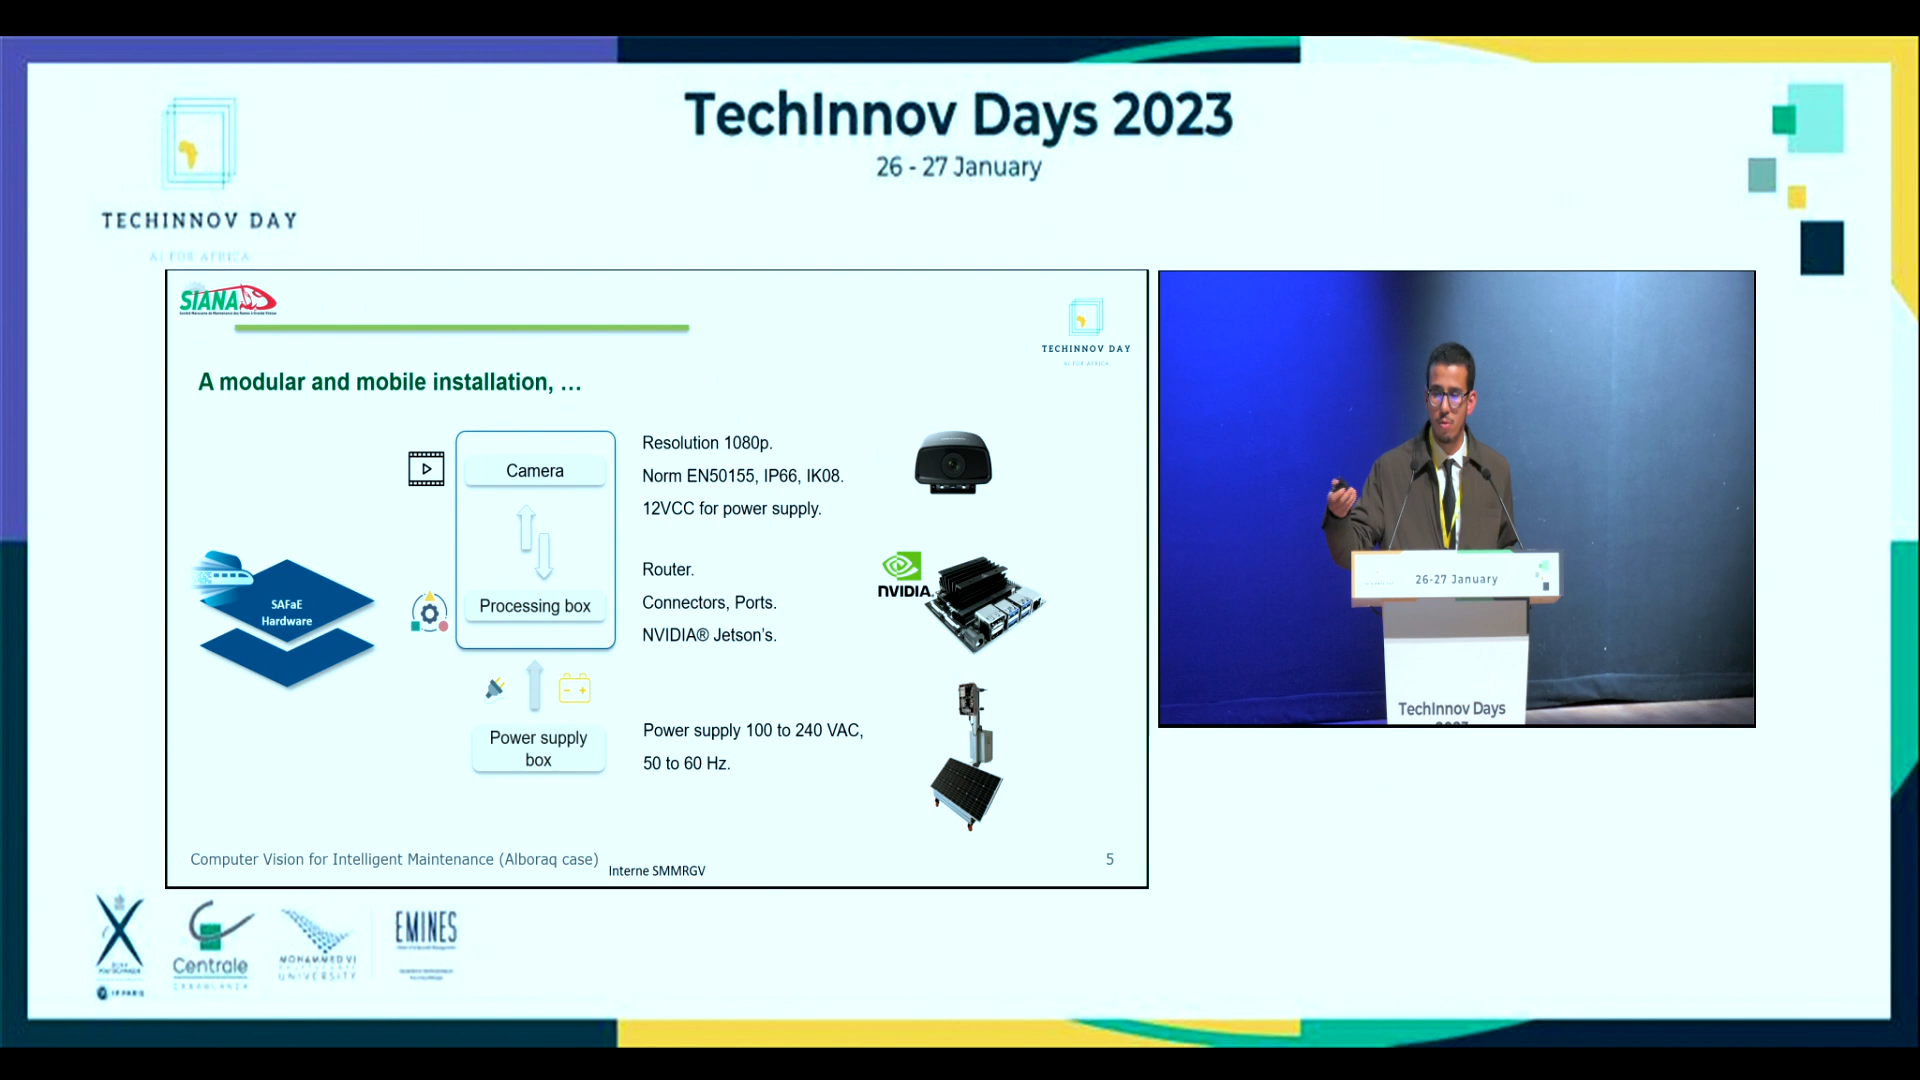 TechInnov Days 2023
26 - 27 January
TECHINNOV DAY
AI FOR AFRICA
SIANA
TECHINNOV DAY
AI FOR AFRICA
A modular and mobile installation, …
Camera
Resolution 1080p.
Norm EN50155, IP66, IK08.
12VCC for power supply.
SAFaE
Hardware
Processing box
Router.
Connectors, Ports.
NVIDIA® Jetson's.
NVIDIA.
Power supply
box
Power supply 100 to 240 VAC,
50 to 60 Hz.
Computer Vision for Intelligent Maintenance (Alboraq case)
Interne SMMRGV
5
26-27 January
TechInnov Days
2023
IP PARIS
Centrale
CASABLANCA
MOHAMMED VI
POLYTECHNIC
UNIVERSITY
EMINES